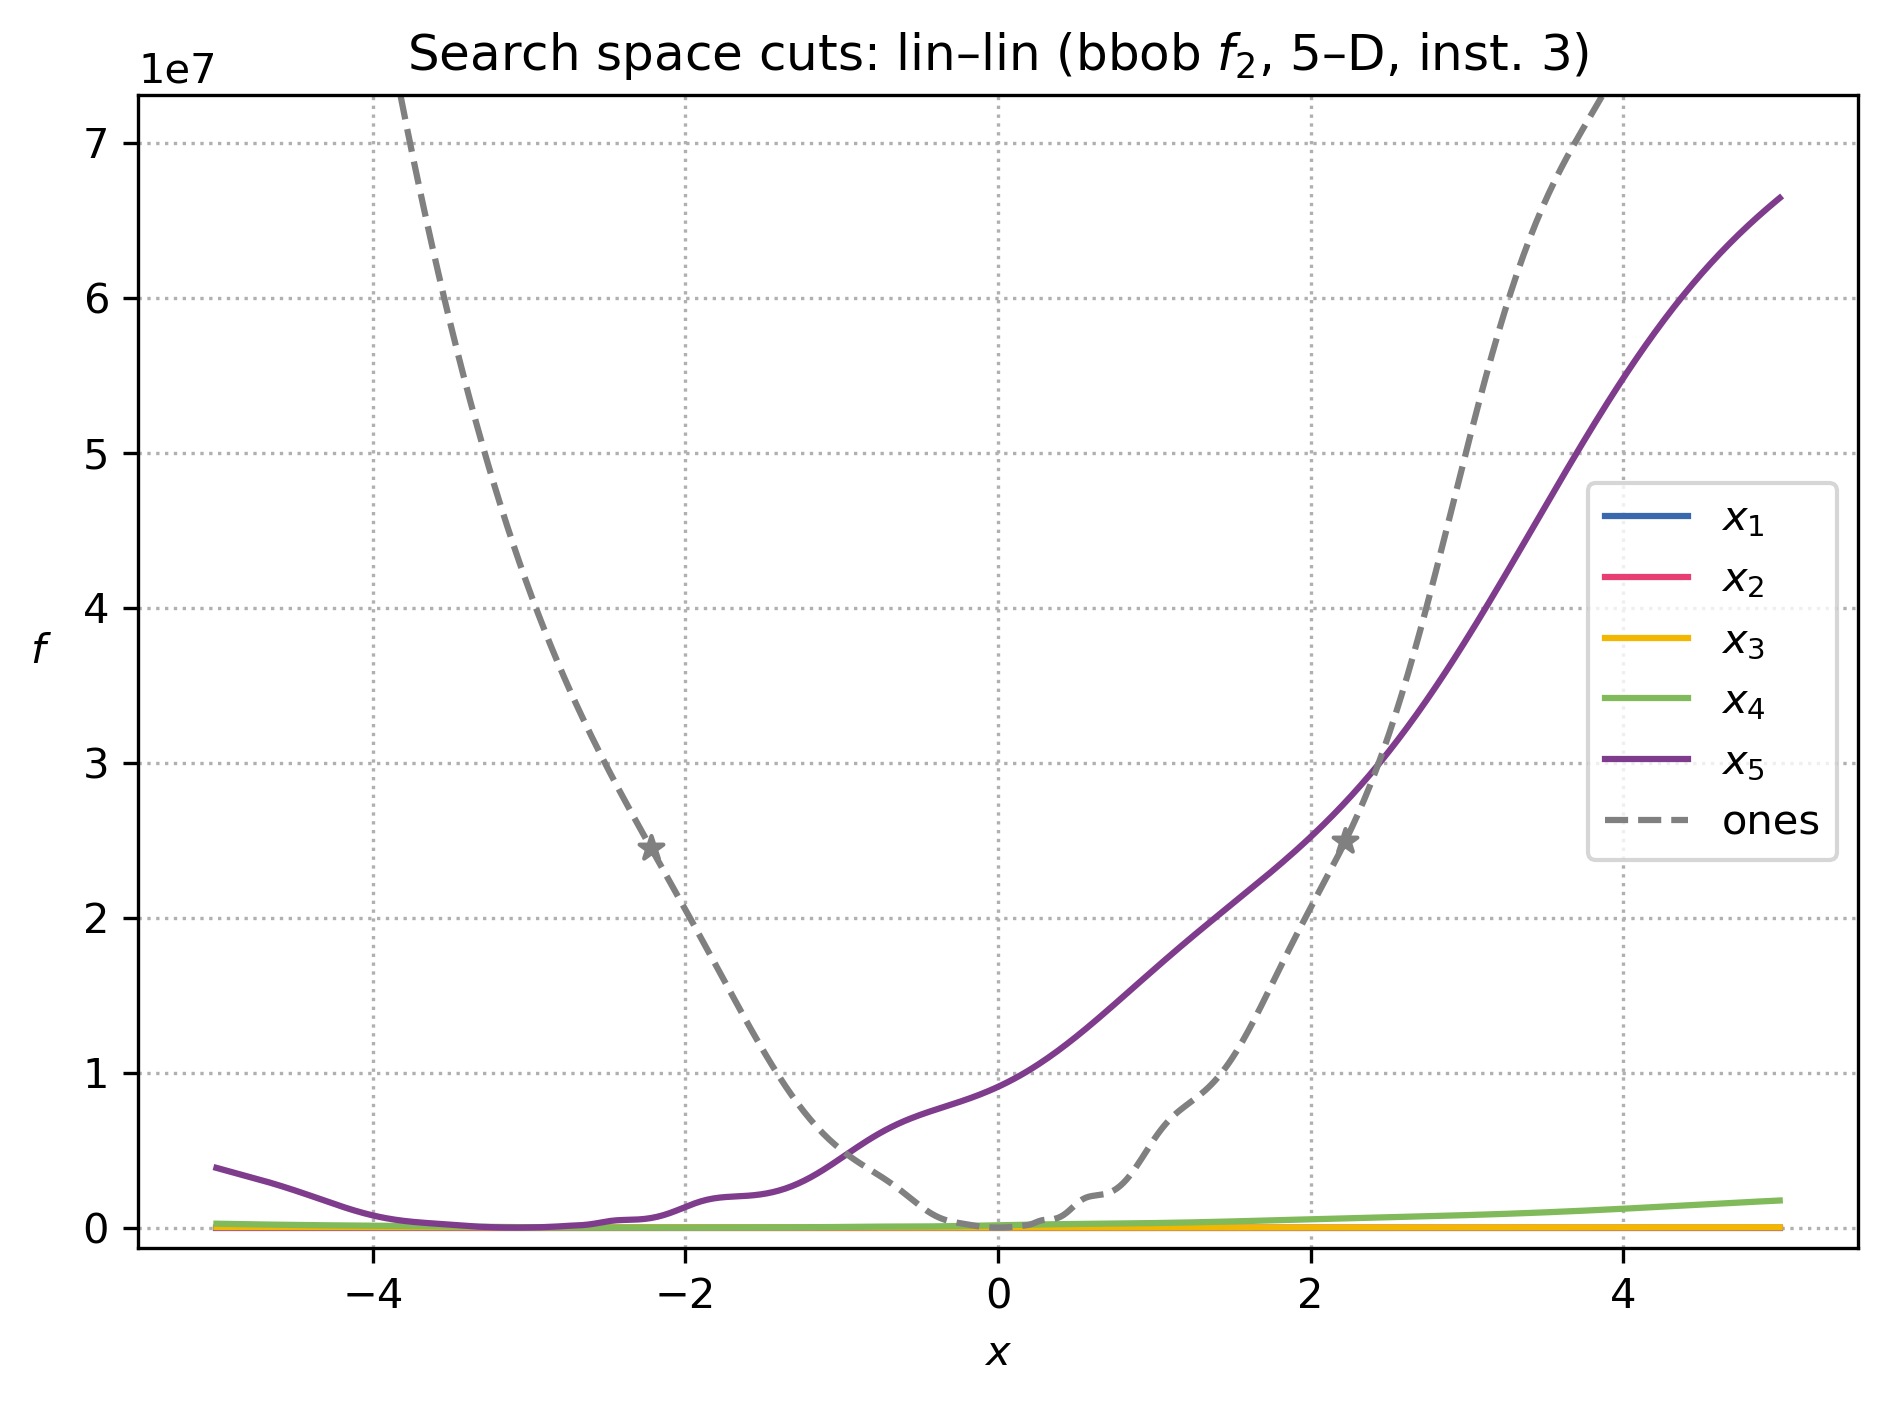 Search space cuts: lin–lin (bbob f₂, 5–D, inst. 3)
1e7
7
6
5
4
3
2
1
0
f
−4 −2 0 2 4
x
x₁
x₂
x₃
x₄
x₅
ones